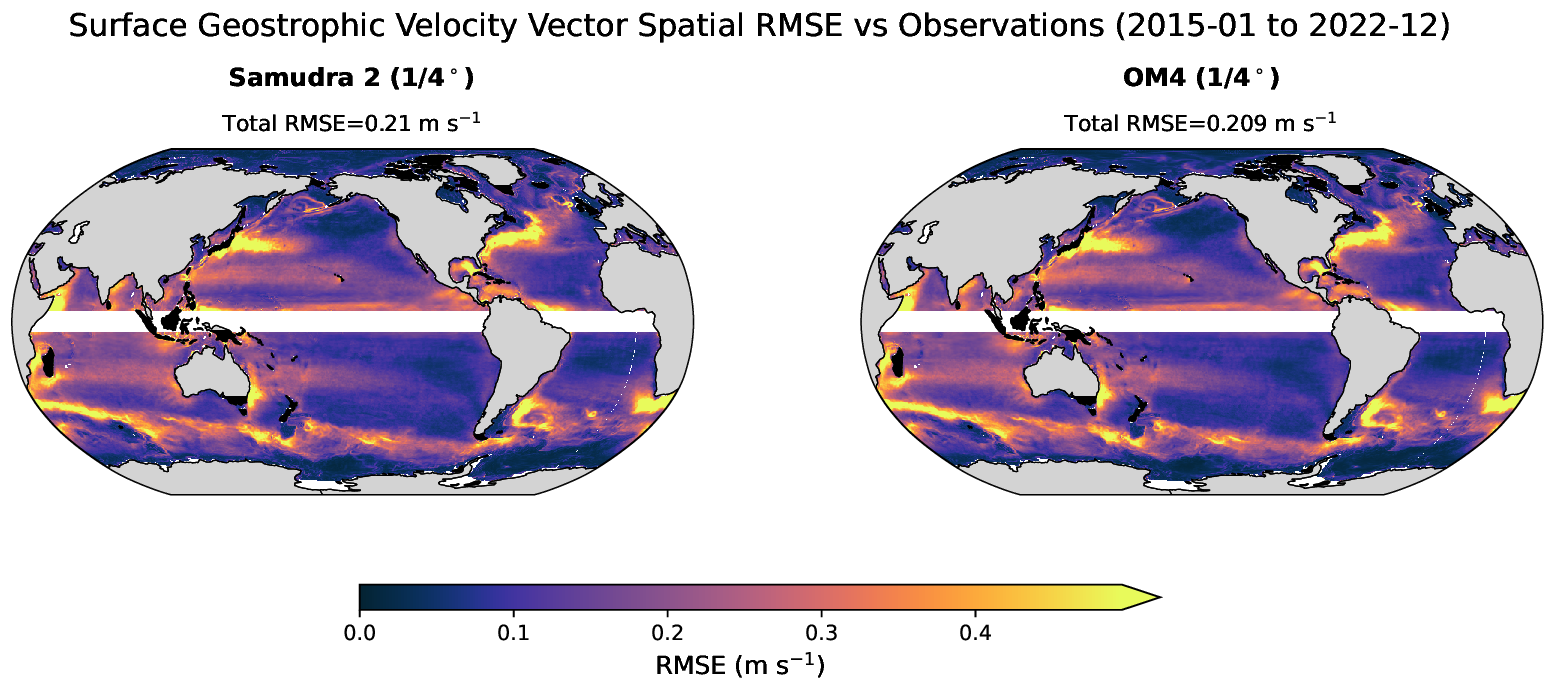 Surface Geostrophic Velocity Vector Spatial RMSE vs Observations (2015-01 to 2022-12)
Samudra 2 (1/4°)
OM4 (1/4°)
Total RMSE=0.21 m s⁻¹
Total RMSE=0.209 m s⁻¹
0.0 0.1 0.2 0.3 0.4
RMSE (m s⁻¹)